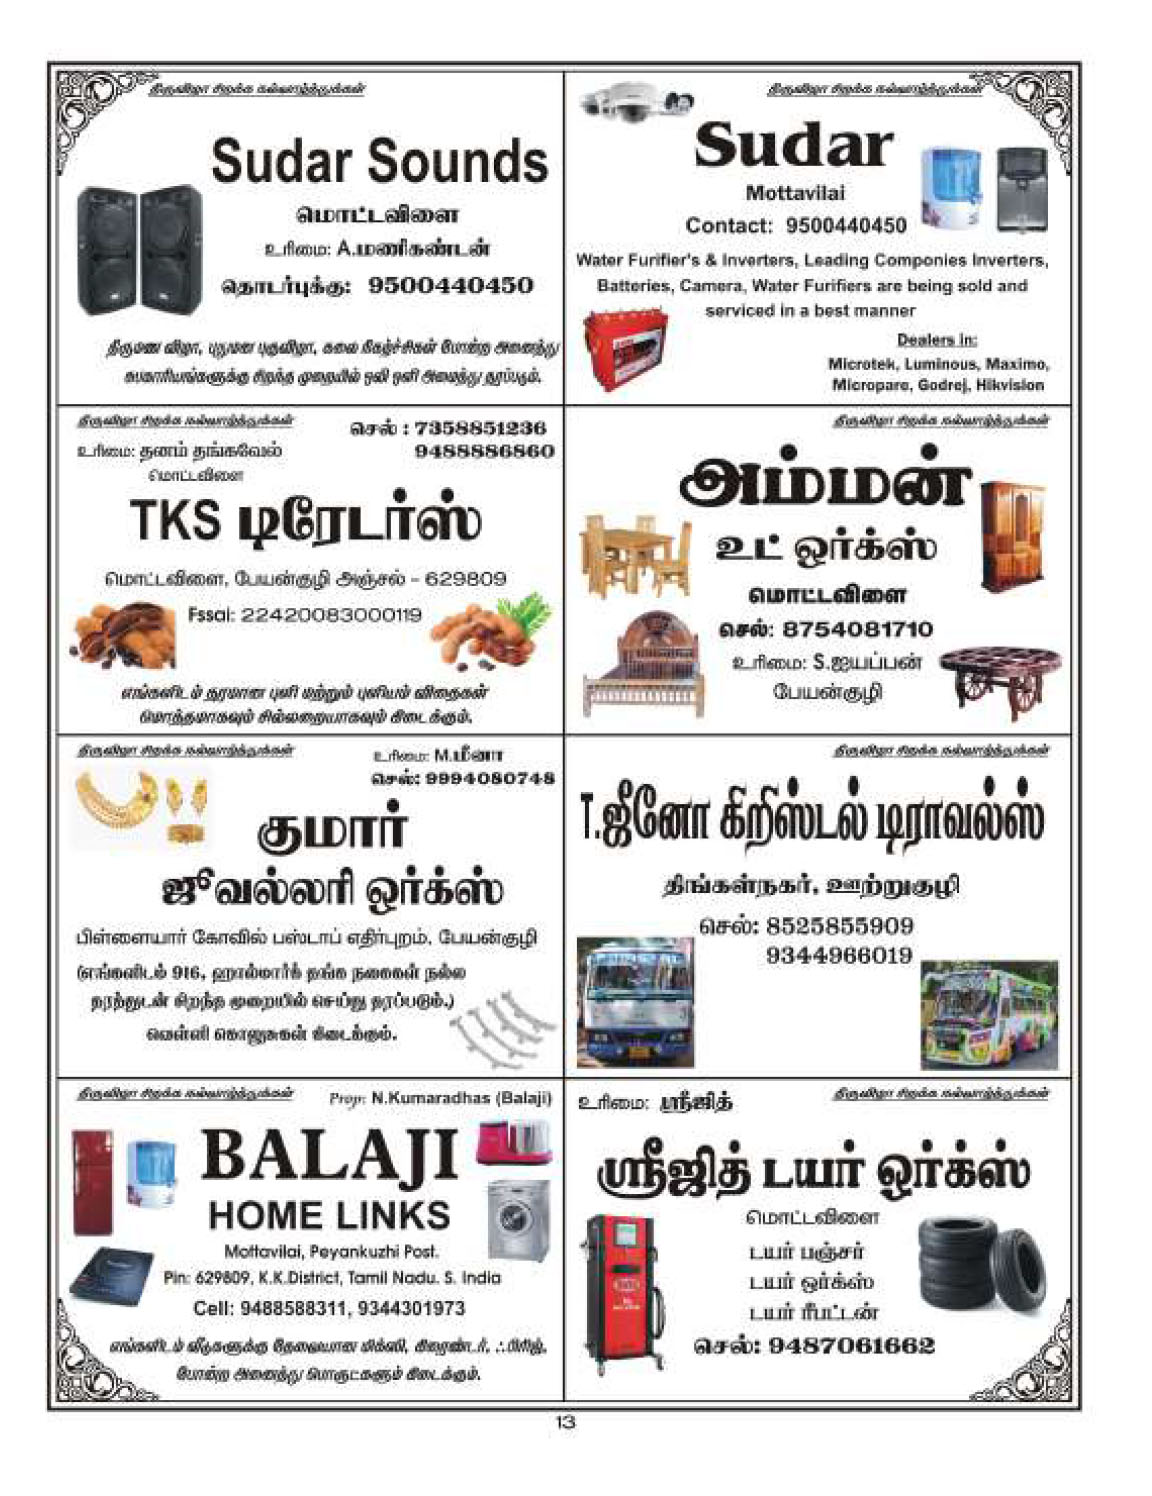 திருவிழா சிறக்க நல்வாழ்த்துக்கள்
Sudar Sounds
மொட்டவிளை
உரிமை: A.மணிகண்டன்
தொடர்புக்கு: 9500440450
திருமண விழா, புதுமன புகுவிழா, கலை நிகழ்ச்சிகள் போன்ற அனைத்து
சுபகாரியங்களுக்கு சிறந்த முறையில் ஒலி ஒளி அமைத்து தரப்படும்.
திருவிழா சிறக்க நல்வாழ்த்துக்கள்
Sudar
Mottavilai
Contact: 9500440450
Water Furifier's & Inverters, Leading Componies Inverters,
Batteries, Camera, Water Furifiers are being sold and
serviced in a best manner
Dealers in:
Microtek, Luminous, Maximo,
Micropare, Godrej, Hikvision
திருவிழா சிறக்க நல்வாழ்த்துக்கள்
செல் : 7358851236
9488886860
உரிமை: தனம் தங்கவேல்
மொட்டவிளை
TKS டிரேடர்ஸ்
மொட்டவிளை, பேயன்குழி அஞ்சல் - 629809
Fssai: 22420083000119
எங்களிடம் தரமான புளி மற்றும் புளியம் விதைகள்
மொத்தமாகவும் சில்லறையாகவும் கிடைக்கும்.
திருவிழா சிறக்க நல்வாழ்த்துக்கள்
அம்மன்
உட் ஒர்க்ஸ்
மொட்டவிளை
செல்: 8754081710
உரிமை: S.ஐயப்பன்
பேயன்குழி
திருவிழா சிறக்க நல்வாழ்த்துக்கள்
உரிமை: M.மீனா
செல்: 9994080748
குமார்
ஜுவல்லரி ஒர்க்ஸ்
பிள்ளையார் கோவில் பஸ்டாப் எதிர்புறம், பேயன்குழி
(எங்களிடம் 916, ஹால்மார்க் தங்க நகைகள் நல்ல
தரத்துடன் சிறந்த முறையில் செய்து தரப்படும்.)
வெள்ளி கொலுசுகள் கிடைக்கும்.
திருவிழா சிறக்க நல்வாழ்த்துக்கள்
T.ஜீனோ கிறிஸ்டல் டிராவல்ஸ்
திங்கள்நகர், ஊற்றுகுழி
செல்: 8525855909
9344966019
திருவிழா சிறக்க நல்வாழ்த்துக்கள்
Prop: N.Kumaradhas (Balaji)
BALAJI
HOME LINKS
Mottavilai, Peyankuzhi Post.
Pin: 629809, K.K.District, Tamil Nadu. S. India
Cell: 9488588311, 9344301973
எங்களிடம் வீடுகளுக்கு தேவையான மிக்ஸி, கிரைண்டர், ஃபிரிஜ்,
போன்ற அனைத்து பொருட்களும் கிடைக்கும்.
உரிமை: ஸ்ரீஜித்
திருவிழா சிறக்க நல்வாழ்த்துக்கள்
ஸ்ரீஜித் டயர் ஒர்க்ஸ்
மொட்டவிளை
டயர் பஞ்சர்
டயர் ஒர்க்ஸ்
டயர் ரீபட்டன்
செல்: 9487061662
13